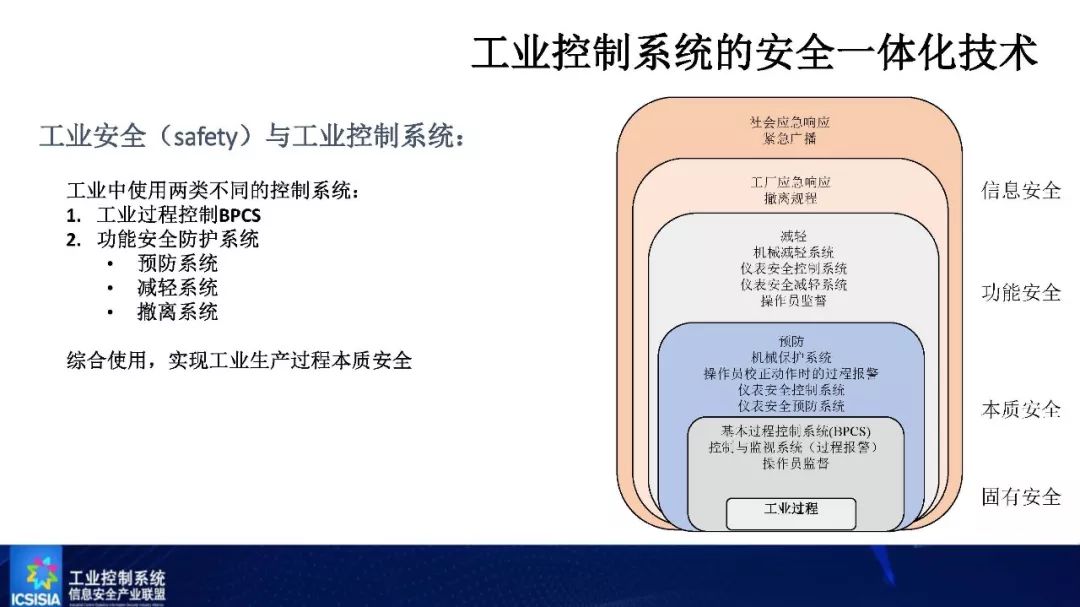 工业控制系统的安全一体化技术
工业安全（safety）与工业控制系统：
工业中使用两类不同的控制系统：
1. 工业过程控制BPCS
2. 功能安全防护系统
• 预防系统
• 减轻系统
• 撤离系统
综合使用，实现工业生产过程本质安全
社会应急响应
紧急广播
工厂应急响应
撤离规程
减轻
机械减轻系统
仪表安全控制系统
仪表安全减轻系统
操作员监督
预防
机械保护系统
操作员校正动作时的过程报警
仪表安全控制系统
仪表安全预防系统
基本过程控制系统(BPCS)
控制与监视系统（过程报警）
操作员监督
工业过程
信息安全
功能安全
本质安全
固有安全
ICSISIA
工业控制系统
信息安全产业联盟